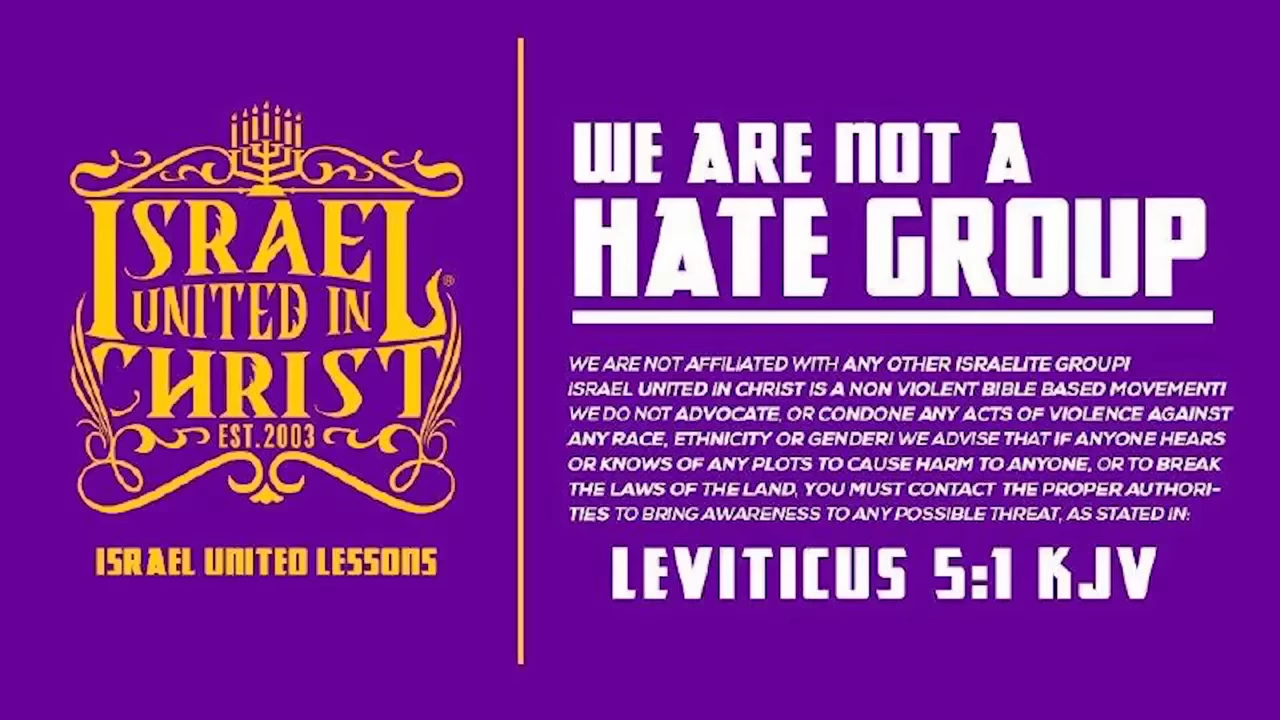 ISRAEL
UNITED IN
CHRIST
®
EST. 2003
ISRAEL UNITED LESSONS
WE ARE NOT A
HATE GROUP
WE ARE NOT AFFILIATED WITH ANY OTHER ISRAELITE GROUP!
ISRAEL UNITED IN CHRIST IS A NON VIOLENT BIBLE BASED MOVEMENT!
WE DO NOT ADVOCATE, OR CONDONE ANY ACTS OF VIOLENCE AGAINST
ANY RACE, ETHNICITY OR GENDER! WE ADVISE THAT IF ANYONE HEARS
OR KNOWS OF ANY PLOTS TO CAUSE HARM TO ANYONE, OR TO BREAK
THE LAWS OF THE LAND, YOU MUST CONTACT THE PROPER AUTHORI-
TIES TO BRING AWARENESS TO ANY POSSIBLE THREAT, AS STATED IN:
LEVITICUS 5:1 KJV